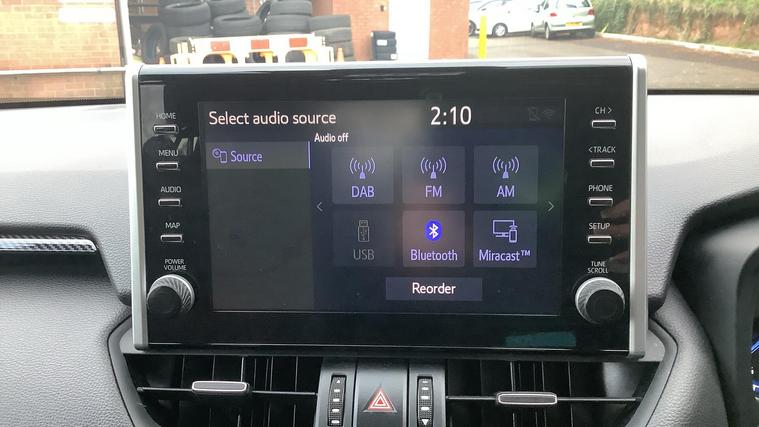 Select audio source
2:10
Audio off
Source
DAB
FM
AM
USB
Bluetooth
Miracast™
Reorder
HOME
MENU
AUDIO
MAP
POWER
VOLUME
CH >
< TRACK
PHONE
SETUP
TUNE
SCROLL